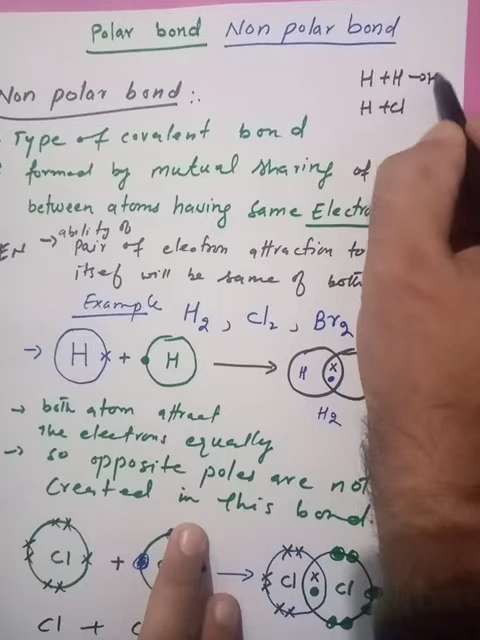 Polar bond Non polar bond
H + H → H
H + Cl
Non polar bond :.
Type of covalent bond
formed by mutual sharing of
between atoms having same Electro
EN → ability of
pair of electron attraction to
itself will be same of both
Example H2, Cl2, Br2
→ H + H → H
H2
→ both atom attract
The electrons equally
→ so opposite poles are not
created in this bond.
Cl + → Cl Cl
Cl + C